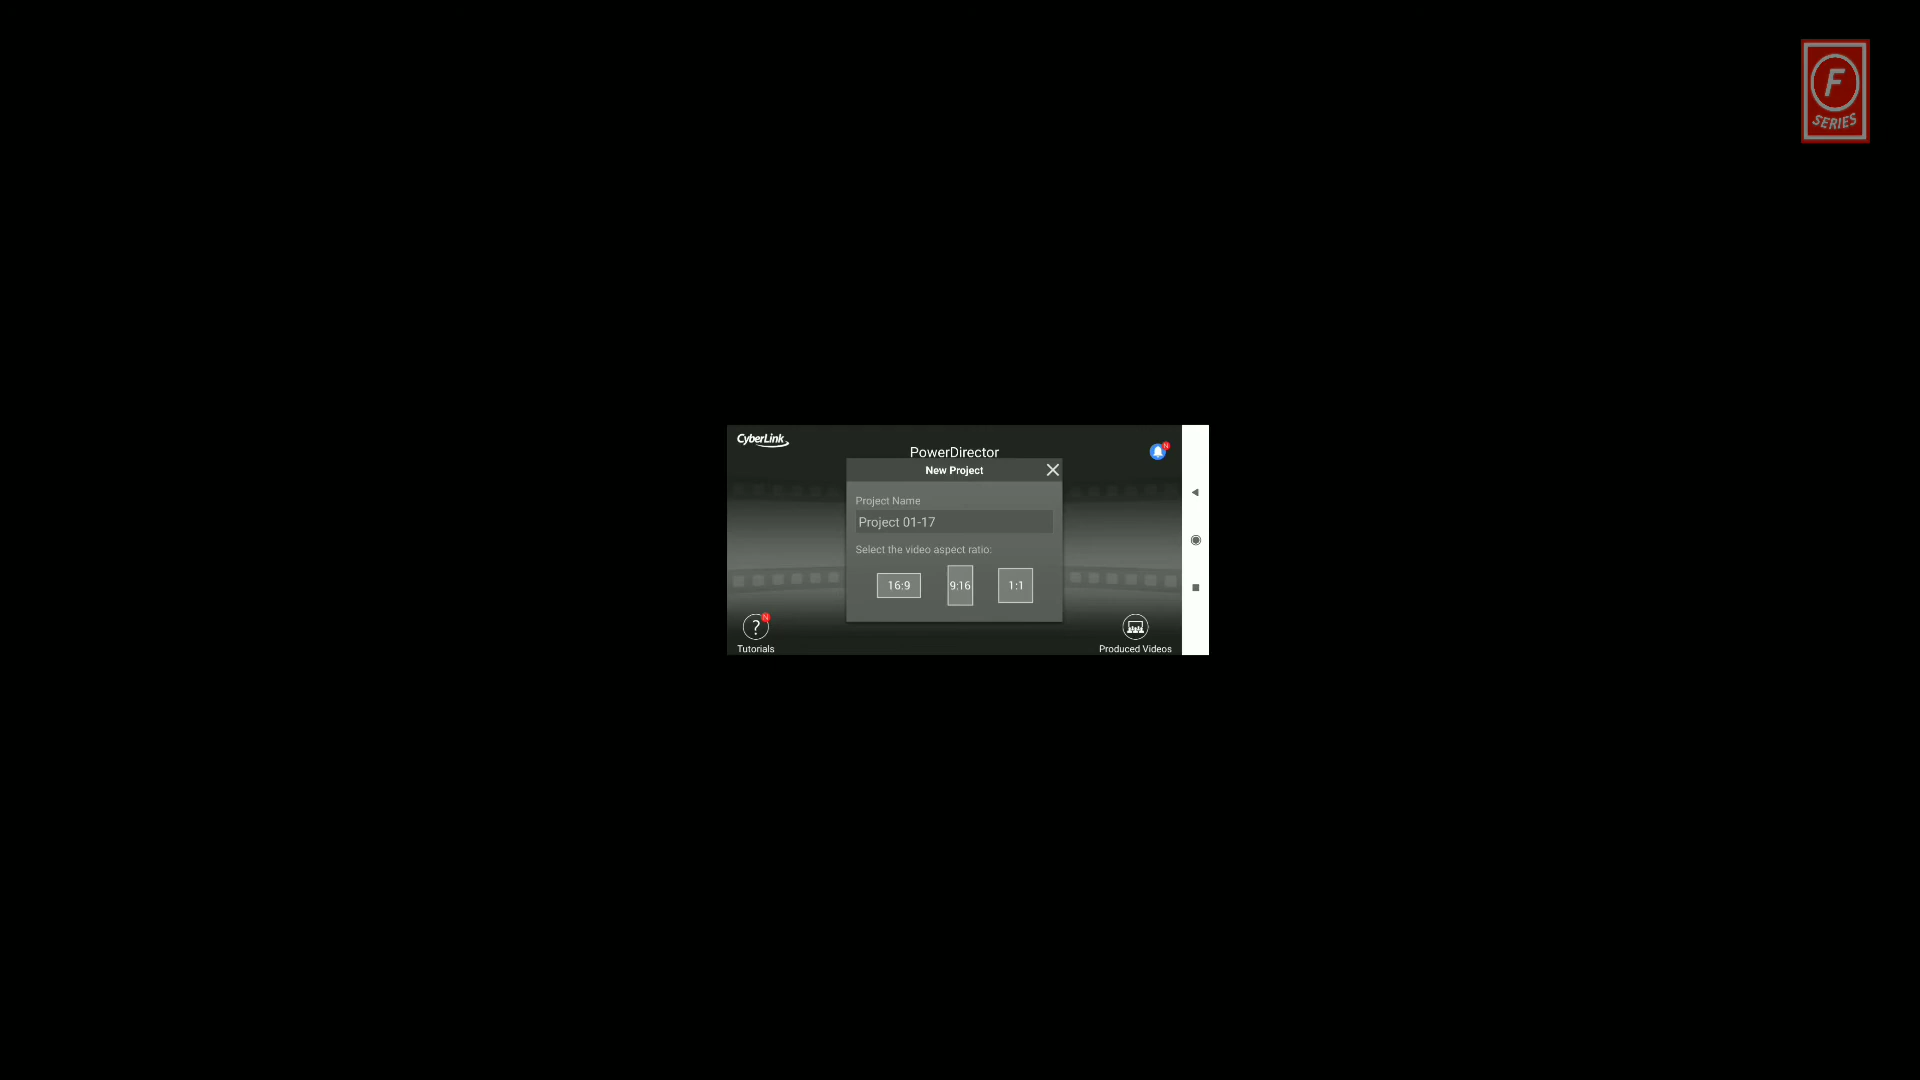 F
SERIES
CyberLink
PowerDirector
N
New Project
Project Name
Project 01-17
Select the video aspect ratio:
16:9
9:16
1:1
?
N
Tutorials
Produced Videos